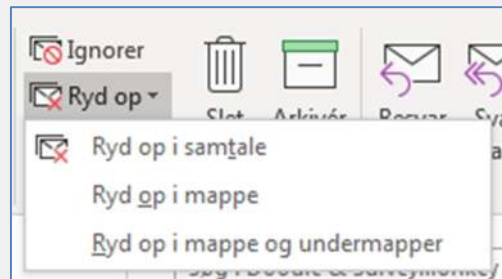 Ignorer
Ryd op
Slet Arkivér Besvar
Ryd op i samtale
Ryd op i mappe
Ryd op i mappe og undermapper